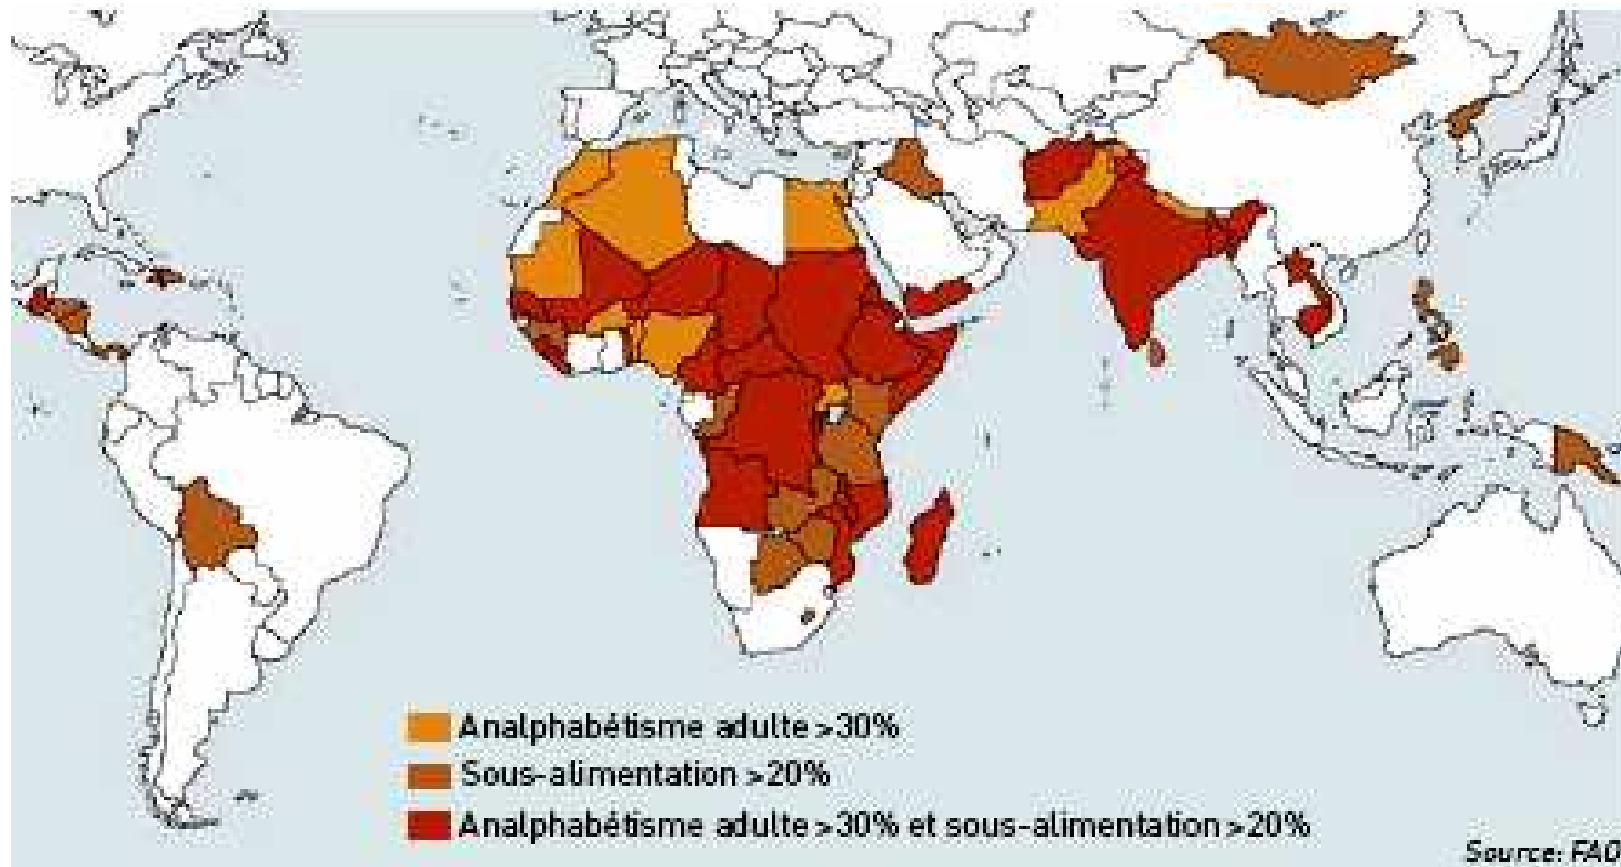 Analphabétisme adulte >30%
Sous-alimentation >20%
Analphabétisme adulte >30% et sous-alimentation >20%
Source: FAO